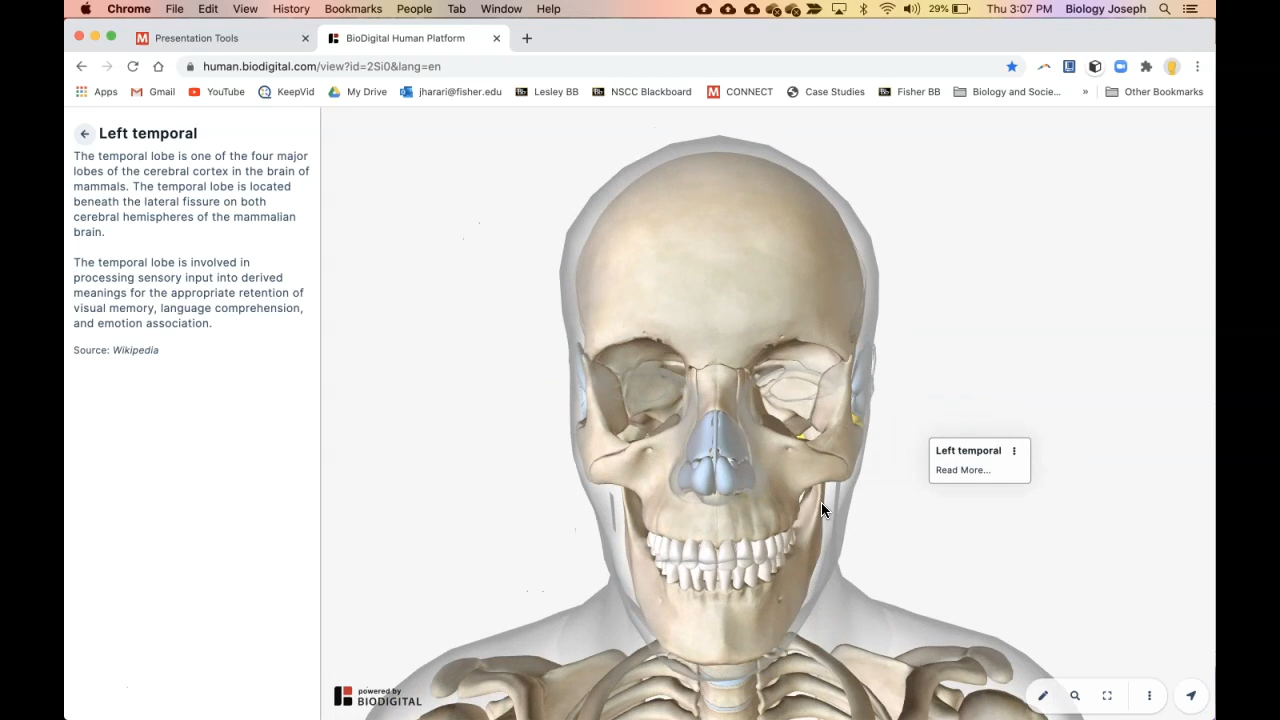 Chrome File Edit View History Bookmarks People Tab Window Help 29% Thu 3:07 PM Biology Joseph
Presentation Tools
BioDigital Human Platform
human.biodigital.com/view?id=2Si0&lang=en
Apps Gmail YouTube KeepVid My Drive jharari@fisher.edu Lesley BB NSCC Blackboard CONNECT Case Studies Fisher BB Biology and Socie... » Other Bookmarks
Left temporal
The temporal lobe is one of the four major
lobes of the cerebral cortex in the brain of
mammals. The temporal lobe is located
beneath the lateral fissure on both
cerebral hemispheres of the mammalian
brain.
The temporal lobe is involved in
processing sensory input into derived
meanings for the appropriate retention of
visual memory, language comprehension,
and emotion association.
Source: Wikipedia
Left temporal
Read More...
powered by
BIODIGITAL